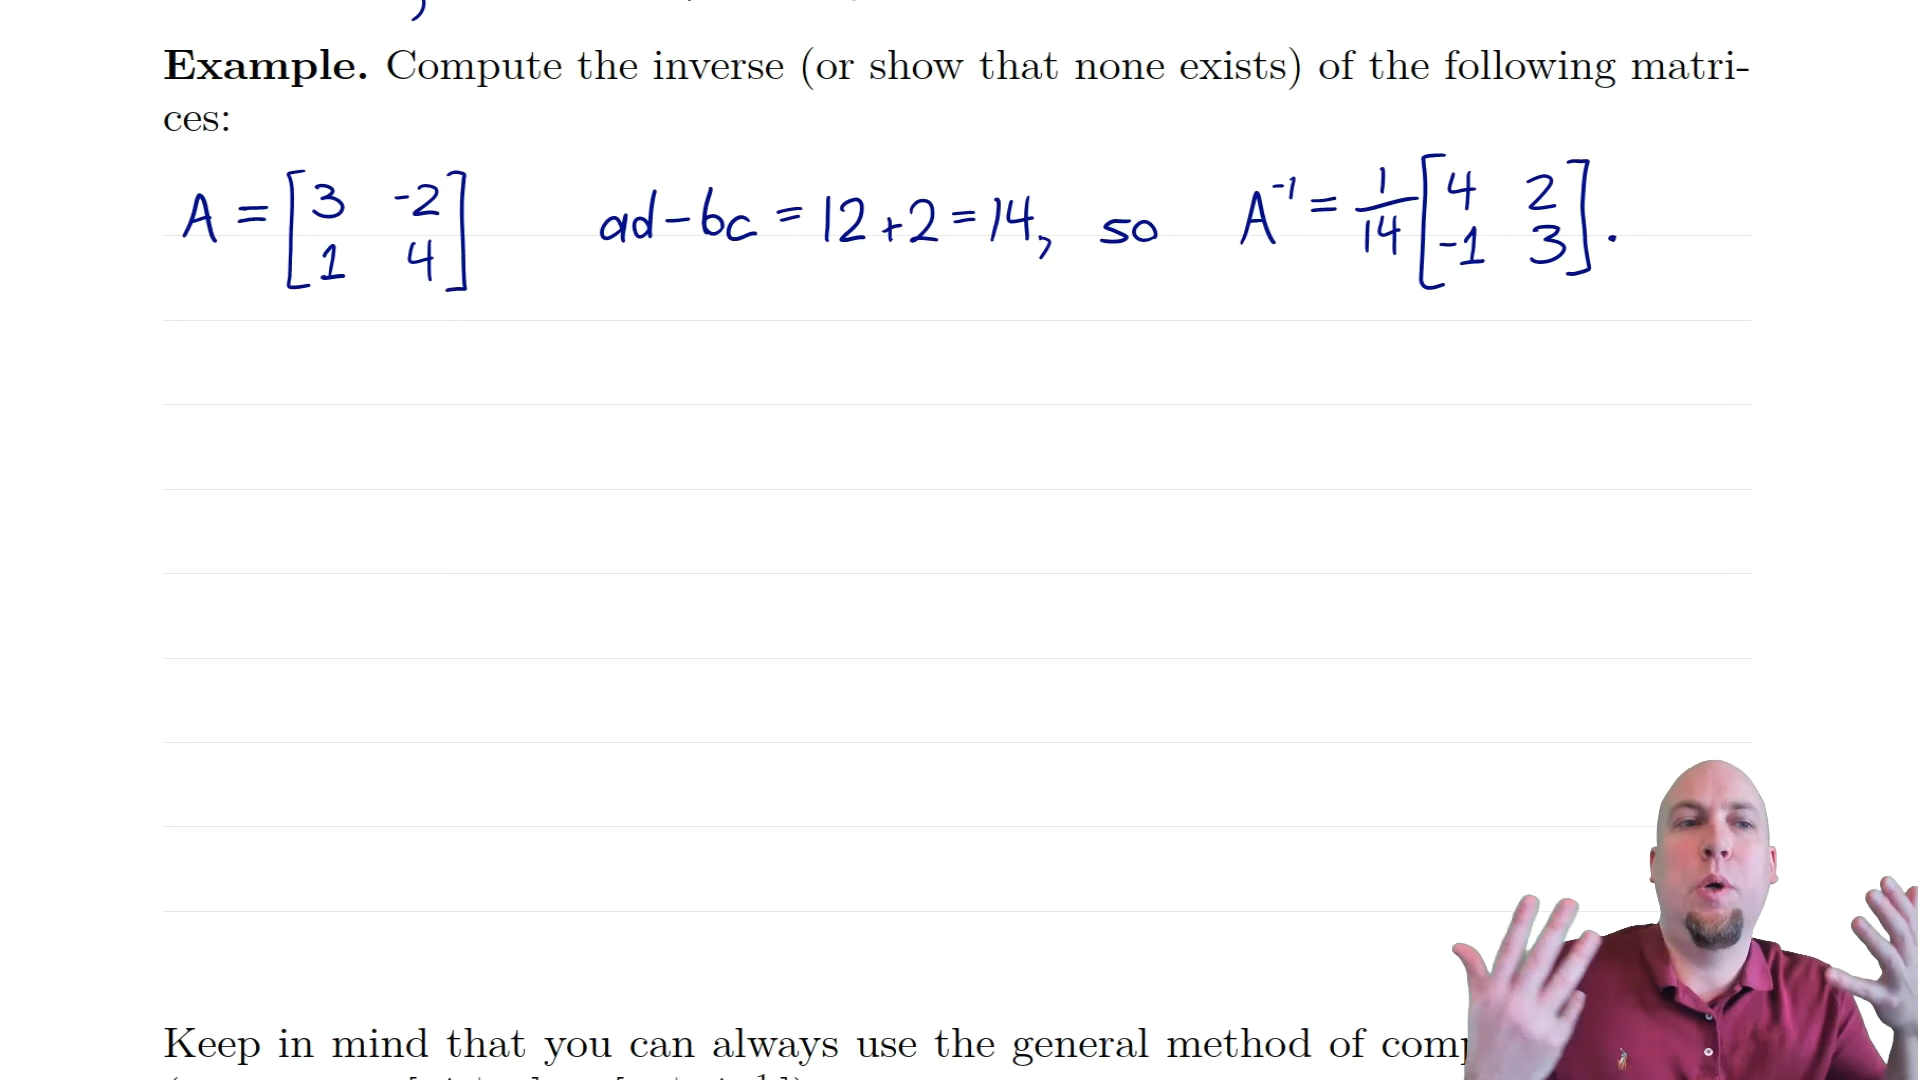 Example. Compute the inverse (or show that none exists) of the following matri-
ces:
A = [3 -2; 1 4] ad-bc = 12+2 = 14, so A⁻¹ = 1/14 [4 2; -1 3].
Keep in mind that you can always use the general method of